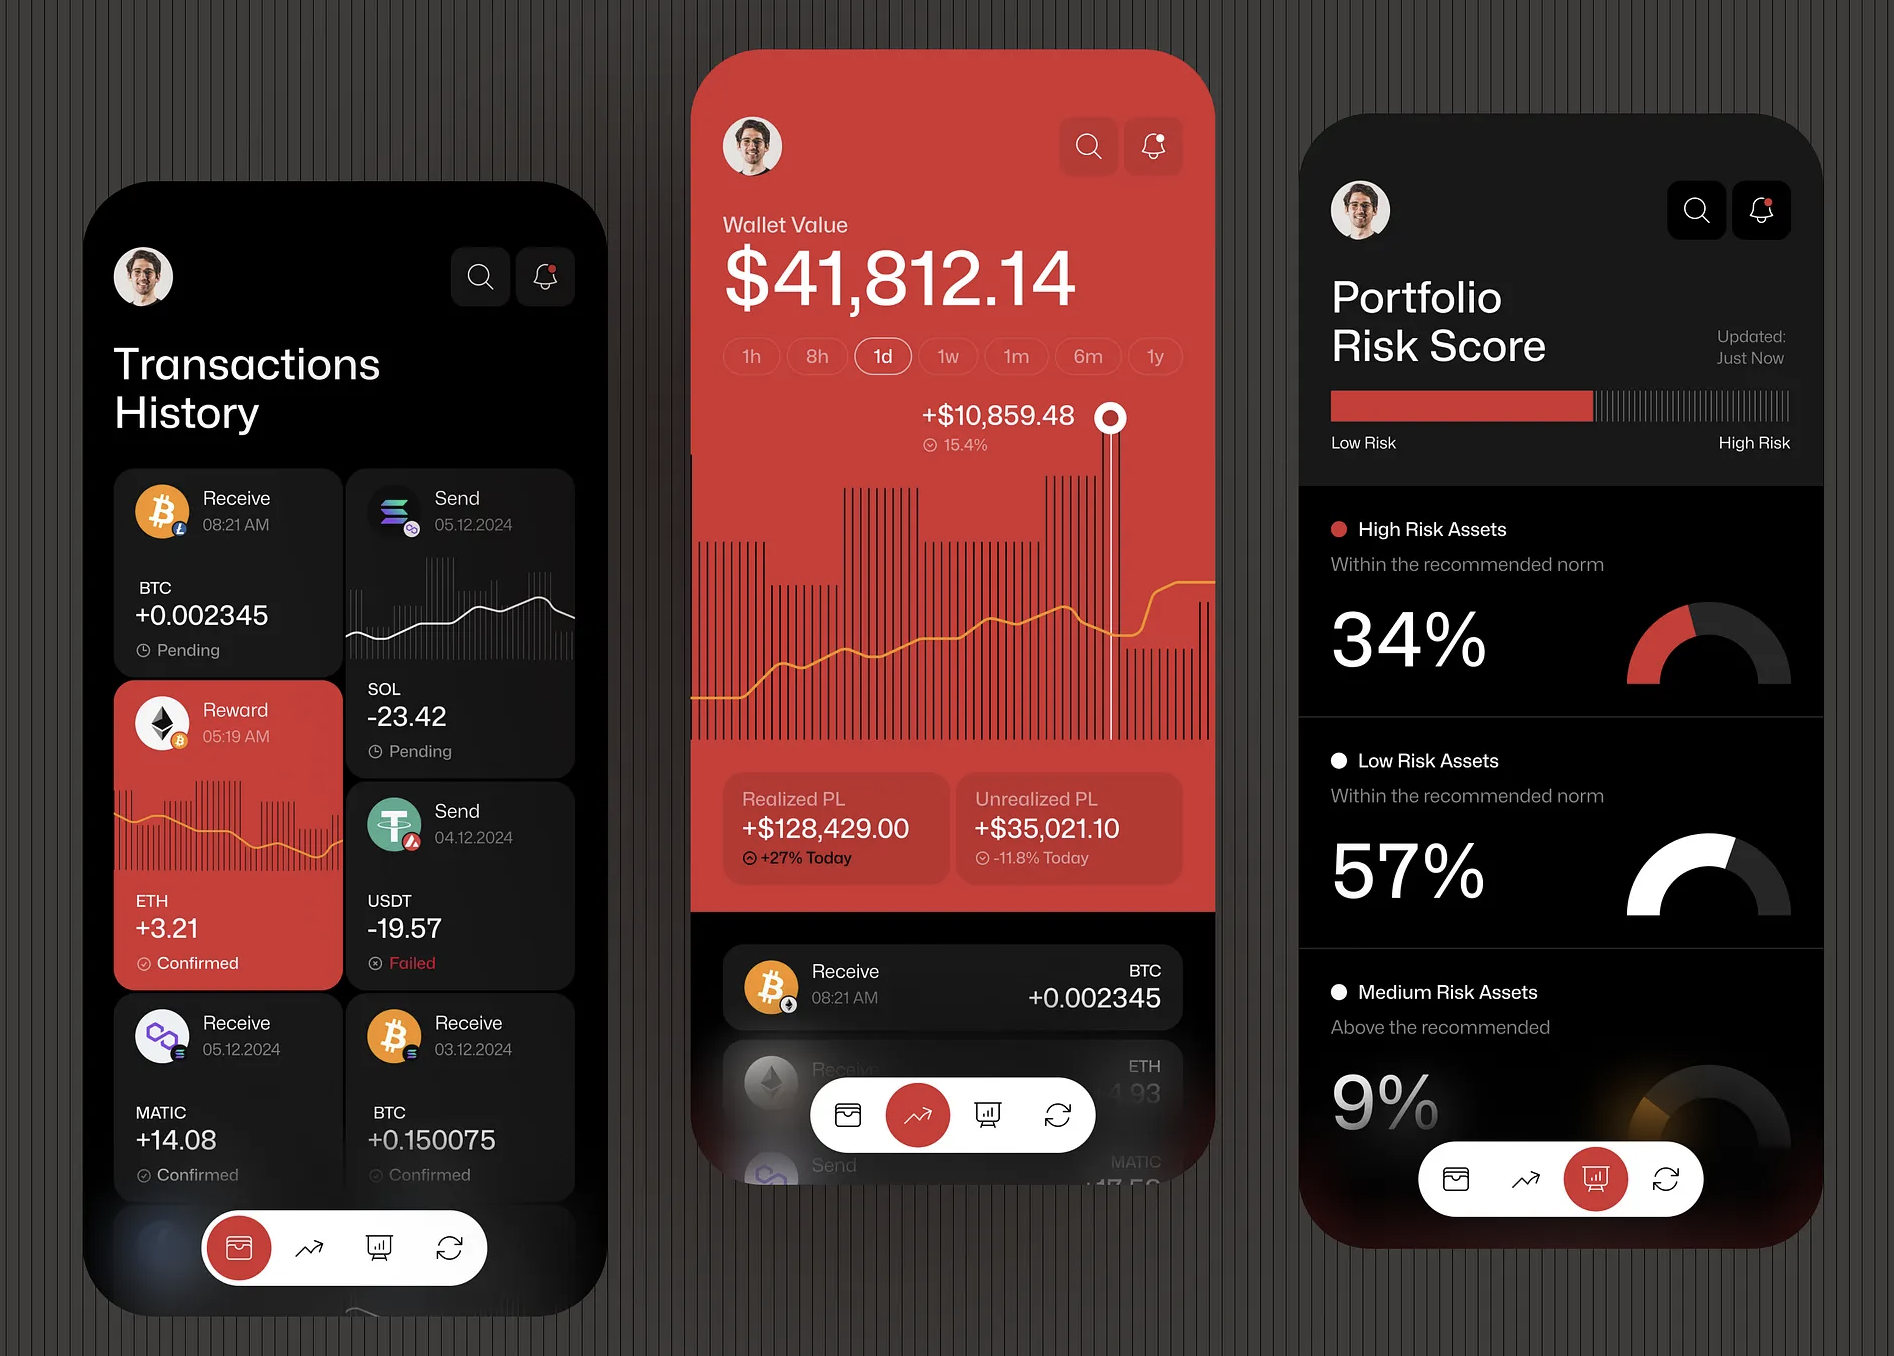 Transactions
History
Receive
08:21 AM
BTC
+0.002345
Pending
Send
05.12.2024
SOL
-23.42
Pending
Reward
05:19 AM
ETH
+3.21
Confirmed
Send
04.12.2024
USDT
-19.57
Failed
Receive
05.12.2024
MATIC
+14.08
Confirmed
Receive
03.12.2024
BTC
+0.150075
Confirmed
Wallet Value
$41,812.14
1h 8h 1d 1w 1m 6m 1y
+$10,859.48
15.4%
Realized PL
+$128,429.00
+27% Today
Unrealized PL
+$35,021.10
-11.8% Today
Receive
08:21 AM
BTC
+0.002345
Receive
ETH
Send
MATIC
Portfolio
Risk Score
Updated:
Just Now
Low Risk
High Risk
High Risk Assets
Within the recommended norm
34%
Low Risk Assets
Within the recommended norm
57%
Medium Risk Assets
Above the recommended
9%